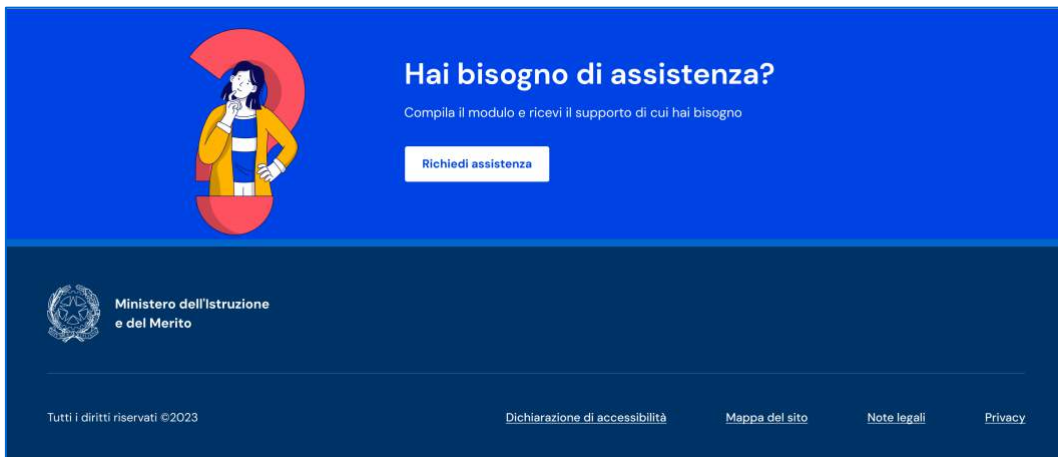 Hai bisogno di assistenza?
Compila il modulo e ricevi il supporto di cui hai bisogno
Richiedi assistenza
Ministero dell'Istruzione
e del Merito
Tutti i diritti riservati ©2023 Dichiarazione di accessibilità Mappa del sito Note legali Privacy